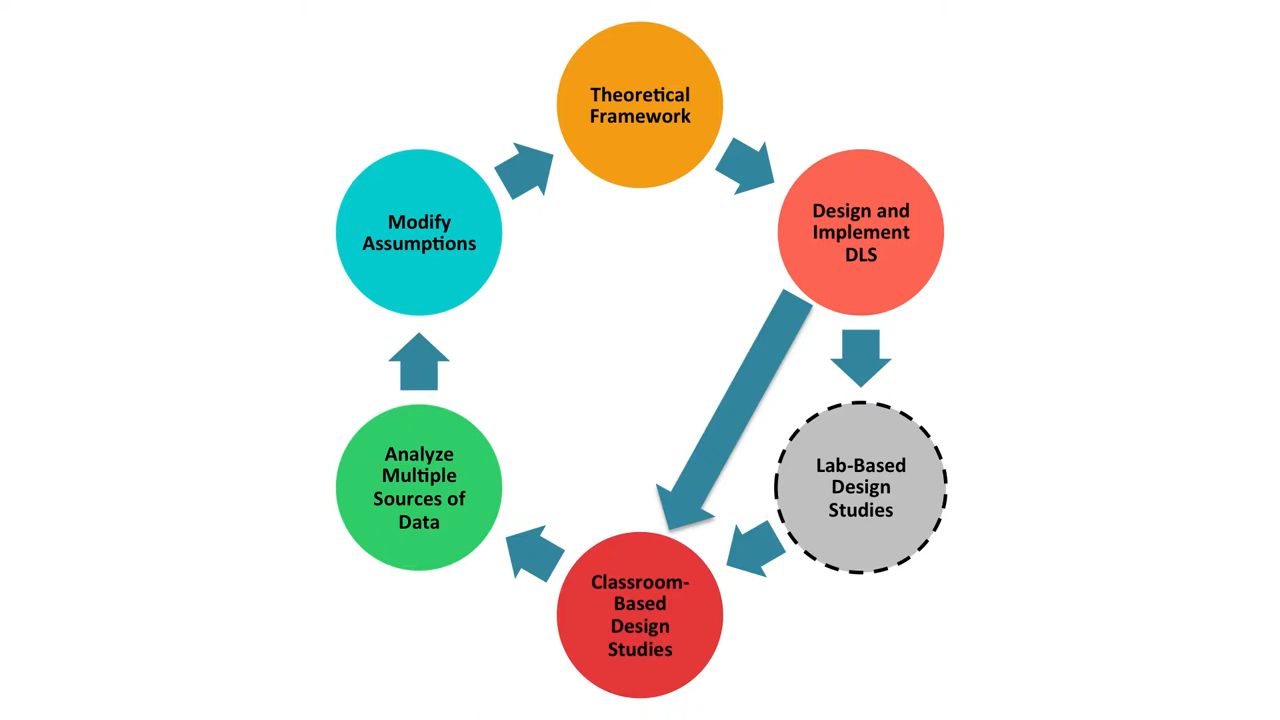 Theoretical
Framework
Design and
Implement
DLS
Lab-Based
Design
Studies
Classroom-
Based
Design
Studies
Analyze
Multiple
Sources of
Data
Modify
Assumptions